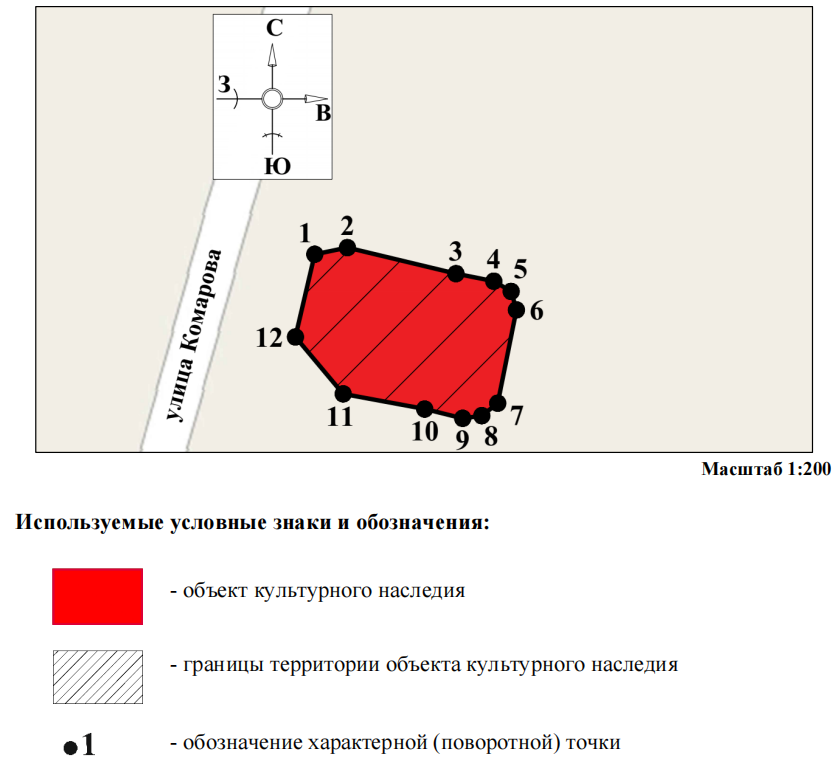 С
З
В
Ю
улица Комарова
1
2
3
4
5
6
7
8
9
10
11
12
Масштаб 1:200
Используемые условные знаки и обозначения:
- объект культурного наследия
- границы территории объекта культурного наследия
1 - обозначение характерной (поворотной) точки